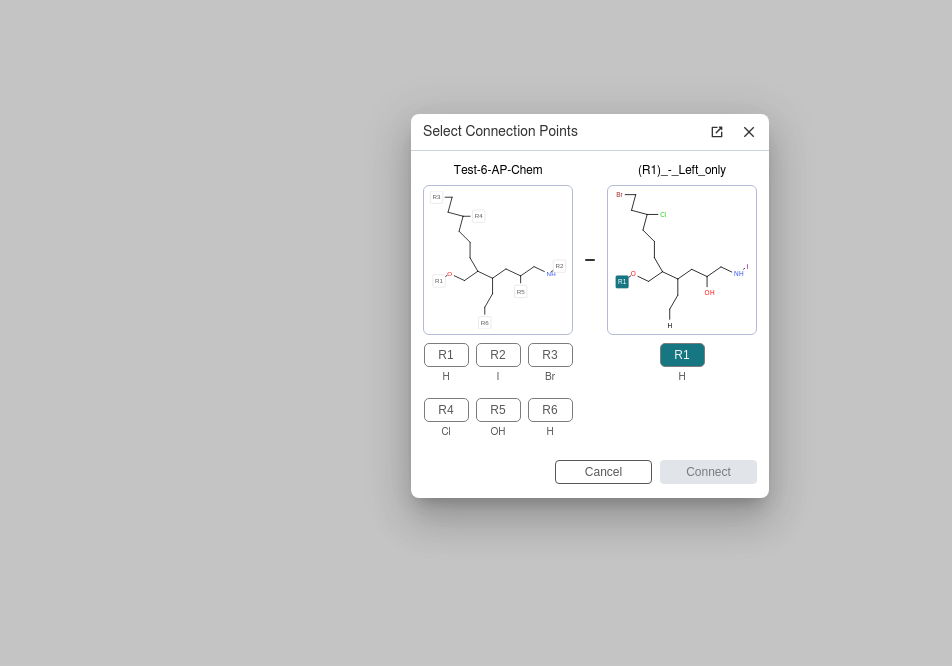 Select Connection Points
Test-6-AP-Chem
(R1)_-_Left_only
R3
R4
R1
O
NH
R2
R5
R6
Br
Cl
R1
O
NH
I
OH
H
R1 R2 R3 R1
H I Br H
R4 R5 R6
Cl OH H
Cancel Connect